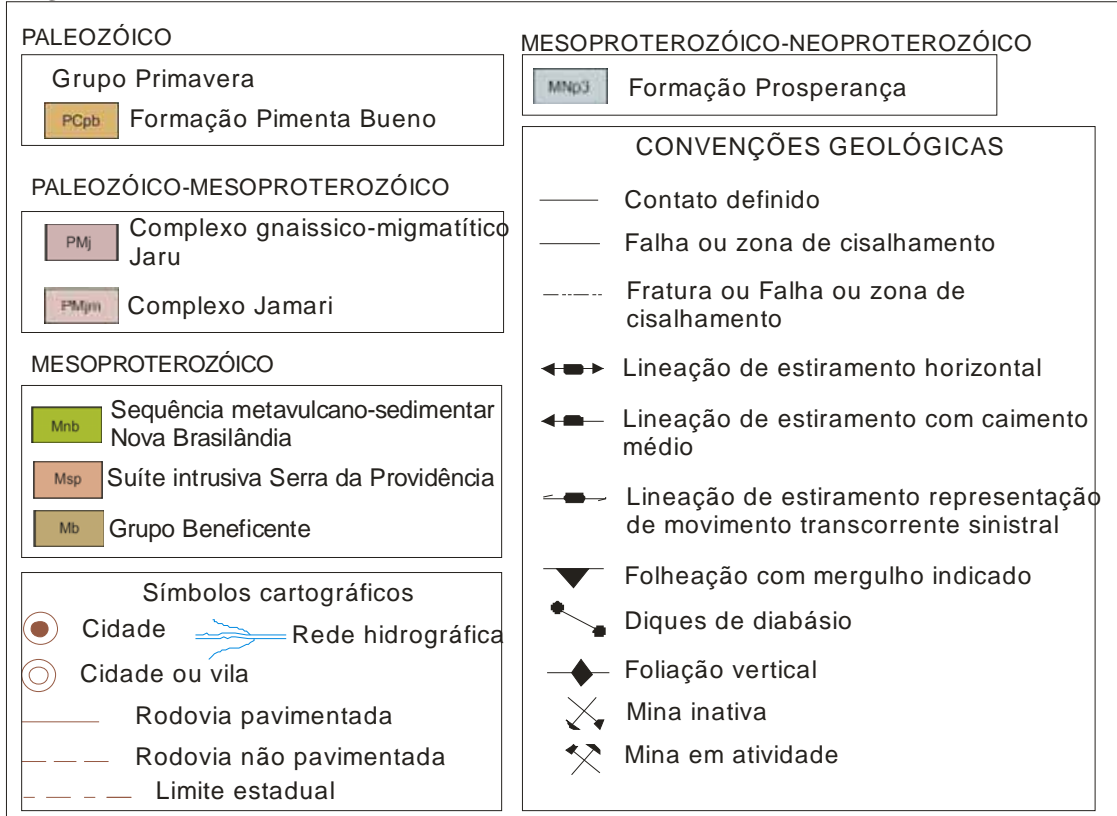 PALEOZÓICO
Grupo Primavera
PCpb Formação Pimenta Bueno
PALEOZÓICO-MESOPROTEROZÓICO
PMj Complexo gnaissico-migmatítico
Jaru
PMjm Complexo Jamari
MESOPROTEROZÓICO
Mnb Sequência metavulcano-sedimentar
Nova Brasilândia
Msp Suíte intrusiva Serra da Providência
Mb Grupo Beneficente
Símbolos cartográficos
Cidade Rede hidrográfica
Cidade ou vila
Rodovia pavimentada
Rodovia não pavimentada
Limite estadual
MESOPROTEROZÓICO-NEOPROTEROZÓICO
MNp3 Formação Prosperança
CONVENÇÕES GEOLÓGICAS
Contato definido
Falha ou zona de cisalhamento
Fratura ou Falha ou zona de
cisalhamento
Lineação de estiramento horizontal
Lineação de estiramento com caimento
médio
Lineação de estiramento representação
de movimento transcorrente sinistral
Folheação com mergulho indicado
Diques de diabásio
Foliação vertical
Mina inativa
Mina em atividade